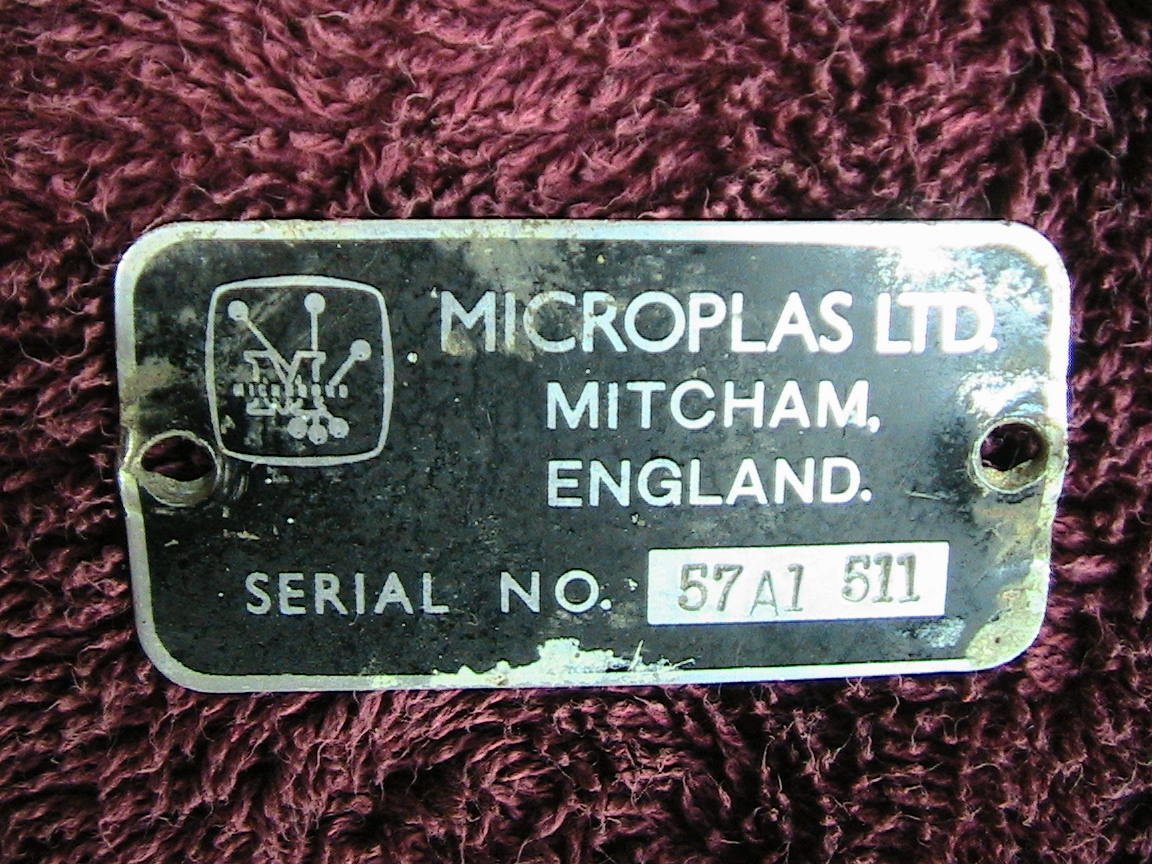 MICROPLAS LTD.
MITCHAM,
ENGLAND.
SERIAL NO. 57A1 511